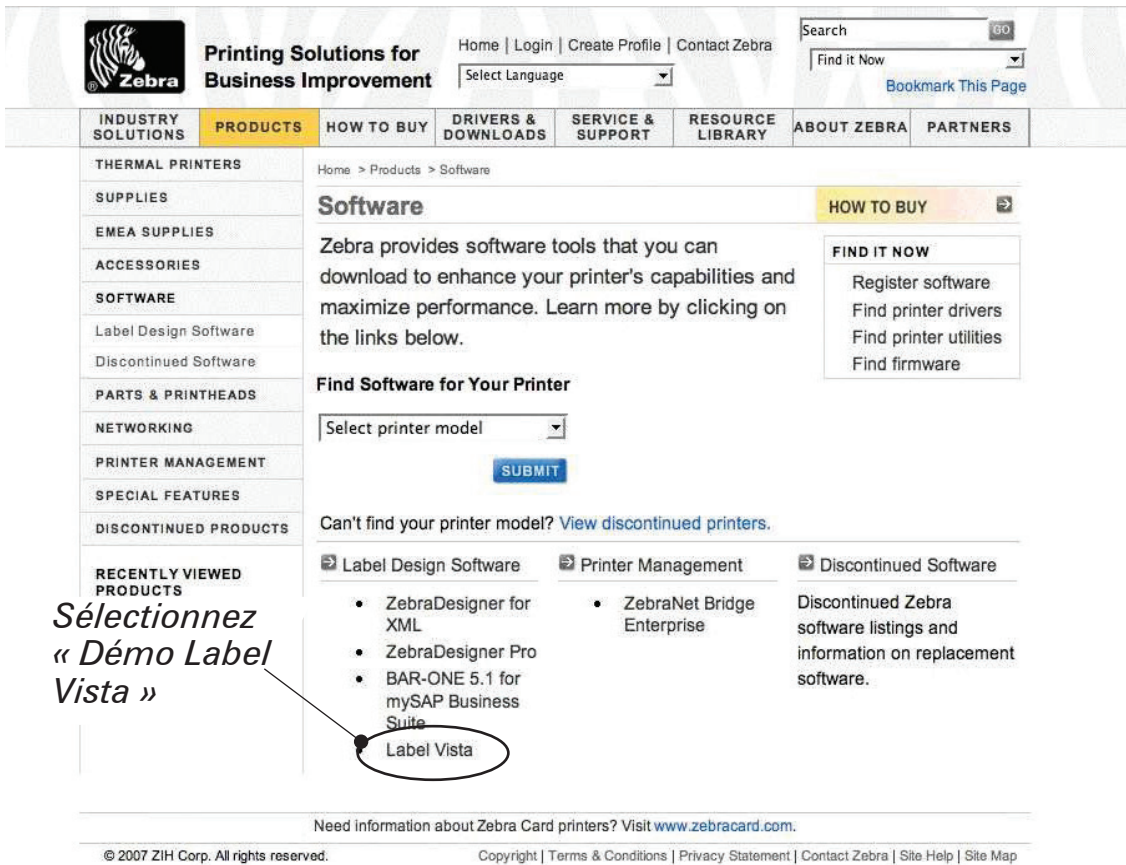 Zebra
Printing Solutions for
Business Improvement
Home | Login | Create Profile | Contact Zebra
Select Language
Search GO
Find it Now
Bookmark This Page
INDUSTRY SOLUTIONS
PRODUCTS
HOW TO BUY
DRIVERS & DOWNLOADS
SERVICE & SUPPORT
RESOURCE LIBRARY
ABOUT ZEBRA
PARTNERS
THERMAL PRINTERS
SUPPLIES
EMEA SUPPLIES
ACCESSORIES
SOFTWARE
Label Design Software
Discontinued Software
PARTS & PRINTHEADS
NETWORKING
PRINTER MANAGEMENT
SPECIAL FEATURES
DISCONTINUED PRODUCTS
RECENTLY VIEWED
PRODUCTS
Sélectionnez
« Démo Label
Vista »
Home > Products > Software
Software
Zebra provides software tools that you can
download to enhance your printer's capabilities and
maximize performance. Learn more by clicking on
the links below.
Find Software for Your Printer
Select printer model
SUBMIT
Can't find your printer model? View discontinued printers.
HOW TO BUY
FIND IT NOW
Register software
Find printer drivers
Find printer utilities
Find firmware
Label Design Software
• ZebraDesigner for
XML
• ZebraDesigner Pro
• BAR-ONE 5.1 for
mySAP Business
Suite
Label Vista
Printer Management
• ZebraNet Bridge
Enterprise
Discontinued Software
Discontinued Zebra
software listings and
information on replacement
software.
Need information about Zebra Card printers? Visit www.zebracard.com.
© 2007 ZIH Corp. All rights reserved.
Copyright | Terms & Conditions | Privacy Statement | Contact Zebra | Site Help | Site Map